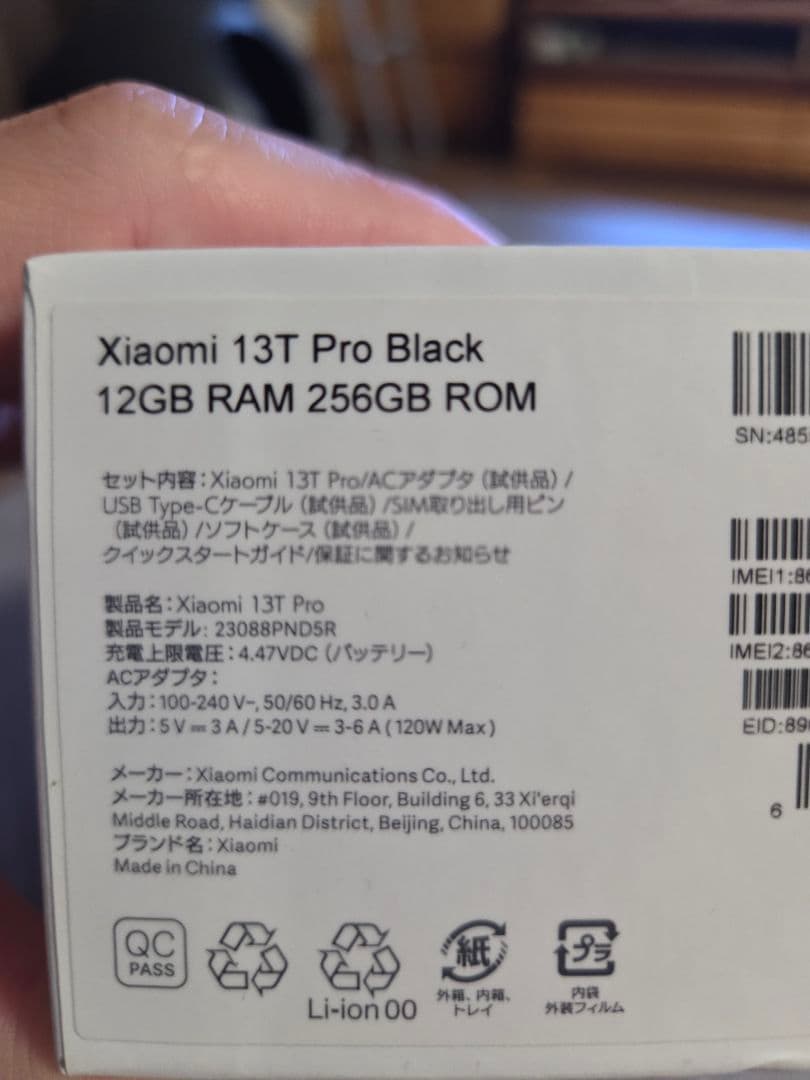 Xiaomi 13T Pro Black
12GB RAM 256GB ROM
セット内容：Xiaomi 13T Pro/ACアダプタ（試供品）/
USB Type-Cケーブル（試供品）/SIM取り出し用ピン
（試供品）/ソフトケース（試供品）/
クイックスタートガイド/保証に関するお知らせ
製品名：Xiaomi 13T Pro
製品モデル：23088PND5R
充電上限電圧：4.47VDC（バッテリー）
ACアダプタ：
入力：100-240 V~, 50/60 Hz, 3.0 A
出力：5 V⎓3 A / 5-20 V⎓3-6 A ( 120W Max )
メーカー：Xiaomi Communications Co., Ltd.
メーカー所在地：#019, 9th Floor, Building 6, 33 Xi'erqi
Middle Road, Haidian District, Beijing, China, 100085
ブランド名：Xiaomi
Made in China
SN:485
IMEI1:86
IMEI2:86
EID:890
6
QC
PASS
Li-ion 00
紙
外箱、内箱、
トレイ
プラ
内袋
外装フィルム